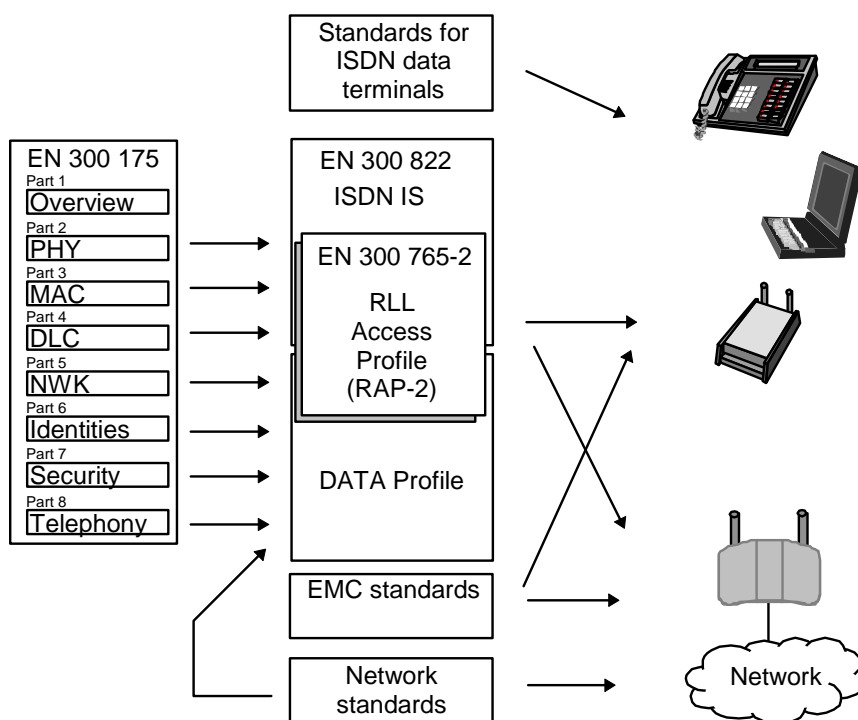 Standards for
ISDN data
terminals
EN 300 175
Part 1
Overview
Part 2
PHY
Part 3
MAC
Part 4
DLC
Part 5
NWK
Part 6
Identities
Part 7
Security
Part 8
Telephony
EN 300 822
ISDN IS
EN 300 765-2
RLL
Access
Profile
(RAP-2)
DATA Profile
EMC standards
Network
standards
Network